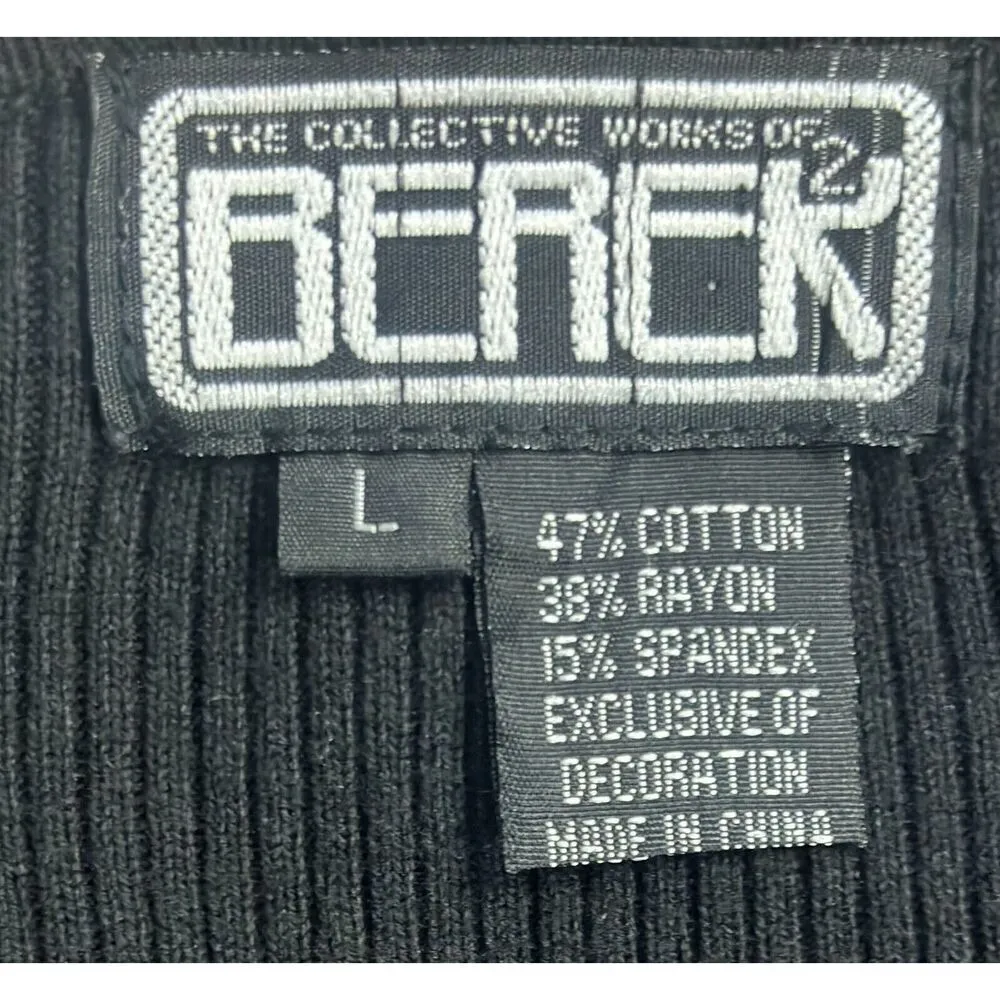 THE COLLECTIVE WORKS OF
BEREK 2
L
47% COTTON
38% RAYON
15% SPANDEX
EXCLUSIVE OF
DECORATION
MADE IN CHINA